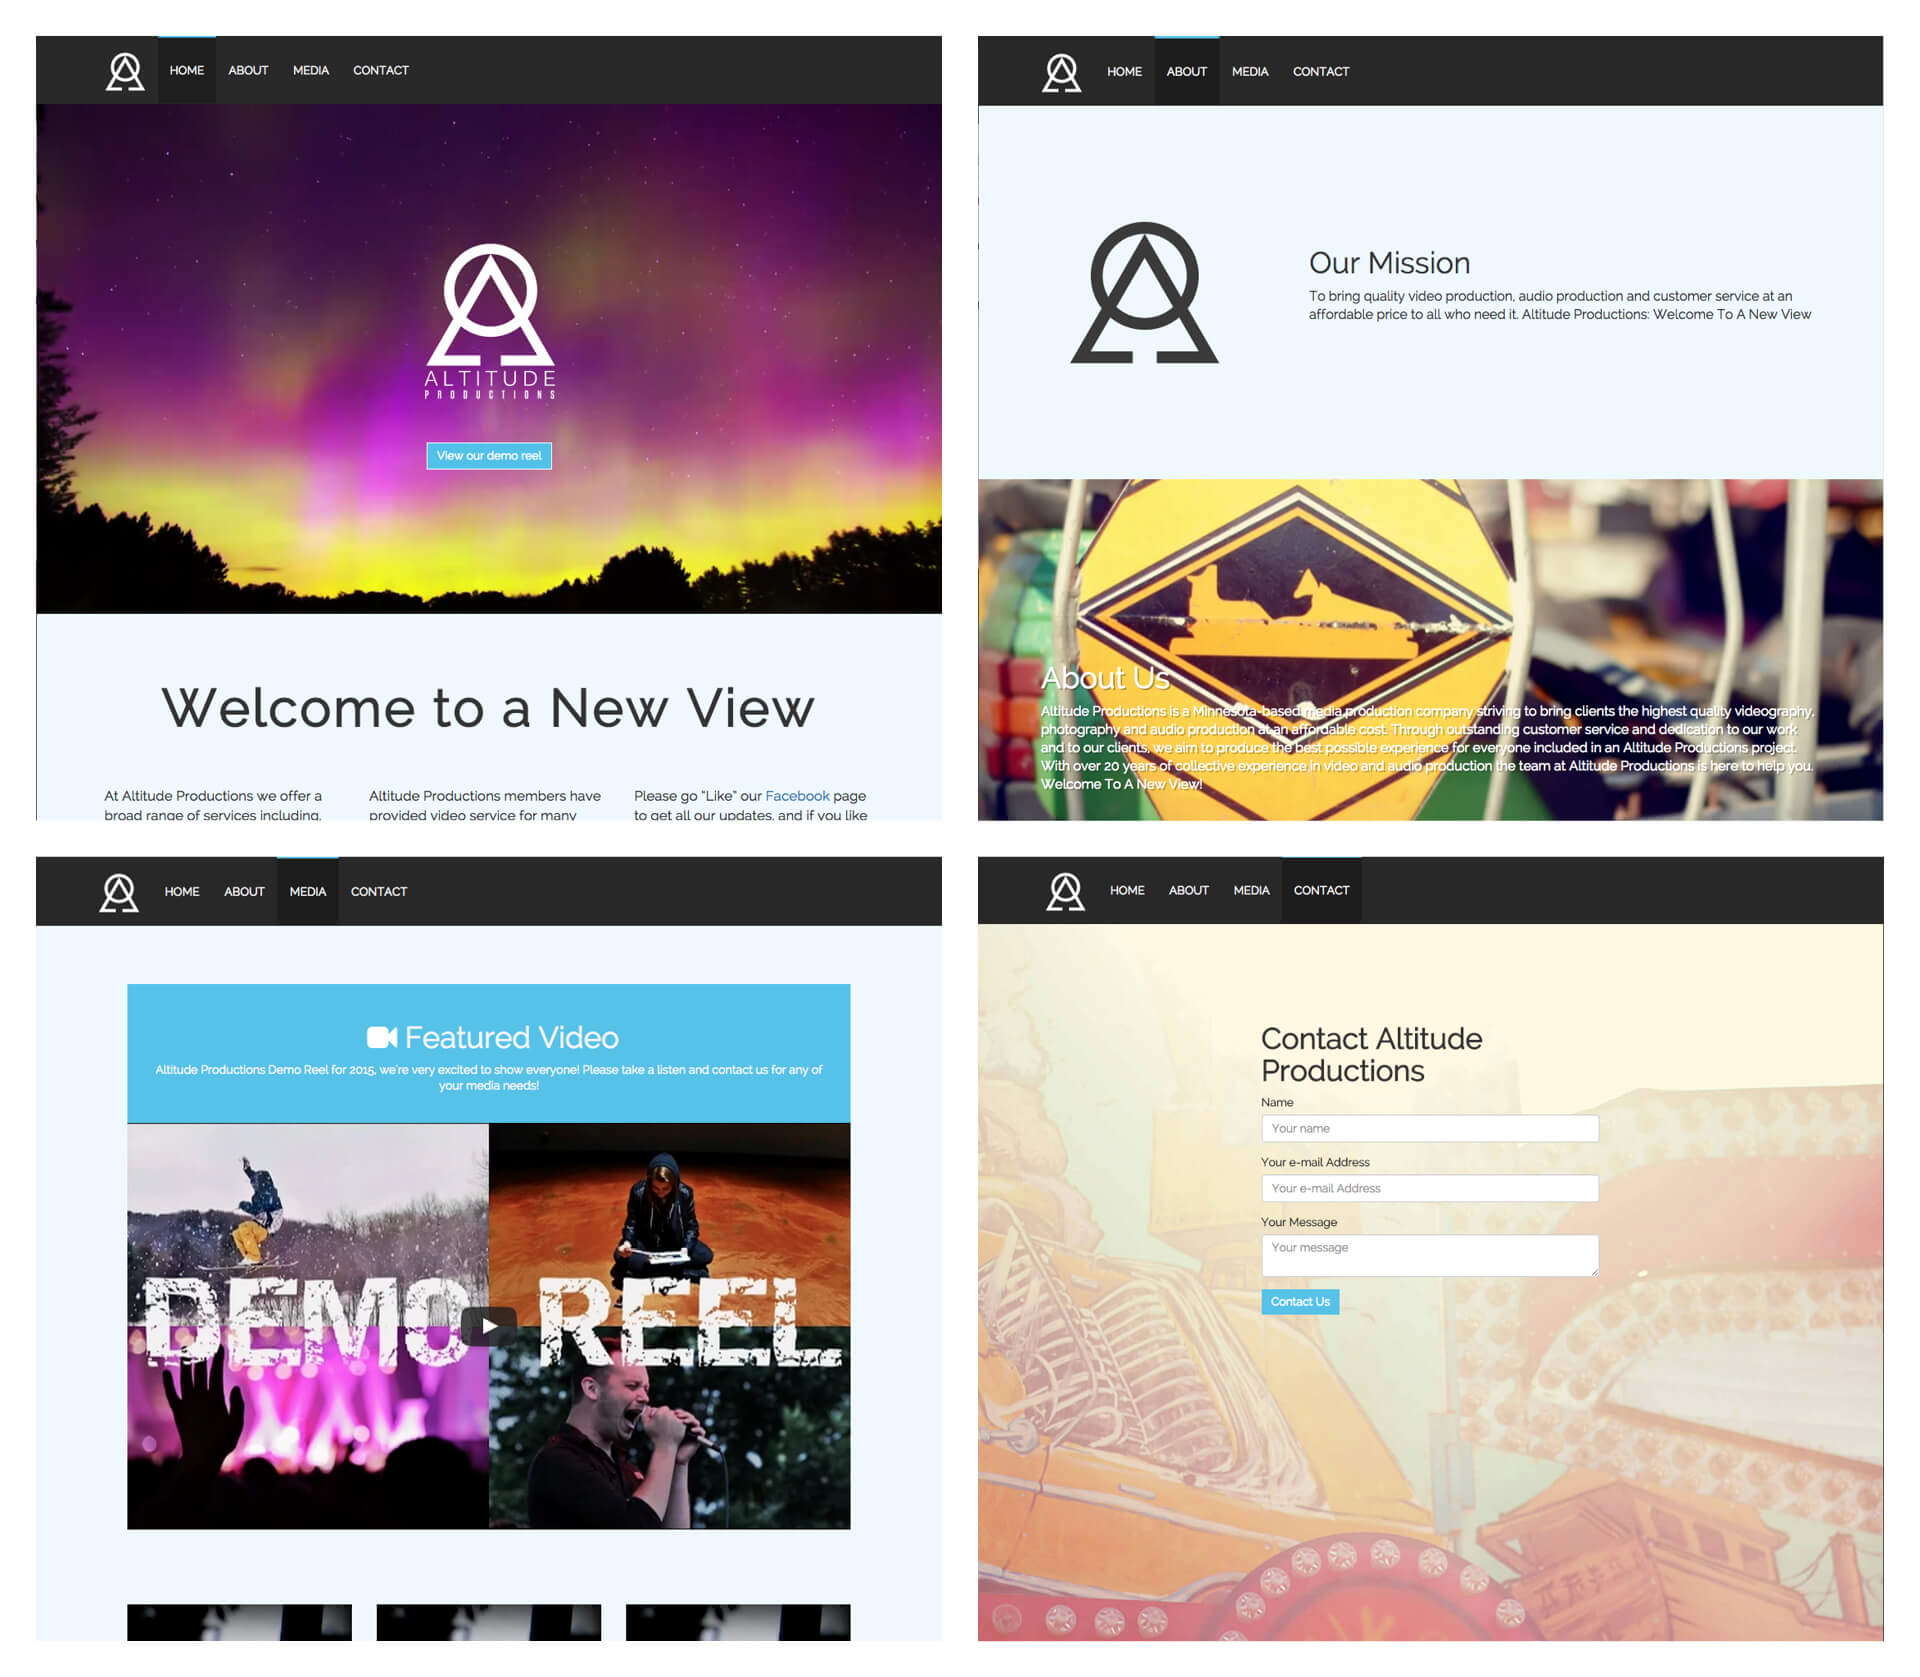 HOME ABOUT MEDIA CONTACT
ALTITUDE
PRODUCTIONS
View our demo reel
Welcome to a New View
At Altitude Productions we offer a
broad range of services including,
Altitude Productions members have
provided video service for many
Please go "Like" our Facebook page
to get all our updates, and if you like
HOME ABOUT MEDIA CONTACT
Our Mission
To bring quality video production, audio production and customer service at an
affordable price to all who need it. Altitude Productions: Welcome To A New View
About Us
Altitude Productions is a Minnesota-based media production company striving to bring clients the highest quality videography,
photography and audio production at an affordable cost. Through outstanding customer service and dedication to our work
and to our clients, we aim to produce the best possible experience for everyone included in an Altitude Productions project.
With over 20 years of collective experience in video and audio production the team at Altitude Productions is here to help you.
Welcome To A New View!
HOME ABOUT MEDIA CONTACT
Featured Video
Altitude Productions Demo Reel for 2015, we're very excited to show everyone! Please take a listen and contact us for any of
your media needs!
DEMO REEL
HOME ABOUT MEDIA CONTACT
Contact Altitude
Productions
Name
Your name
Your e-mail Address
Your e-mail Address
Your Message
Your message
Contact Us